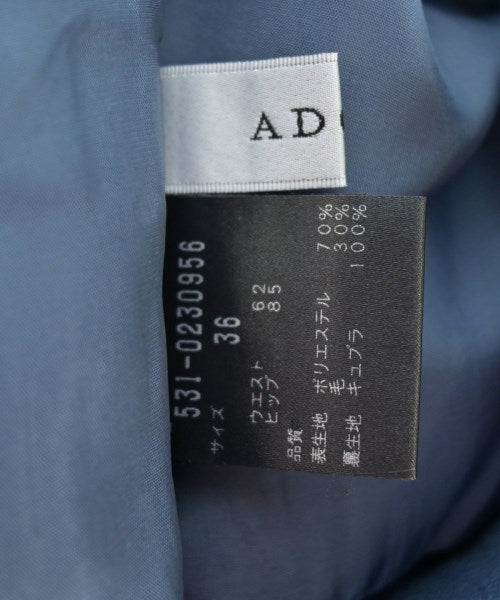 AD
531-0230956
サイズ 36
ウエスト 62
ヒップ 85
品質
表生地 ポリエステル 70%
毛 30%
裏生地 キュプラ 100%